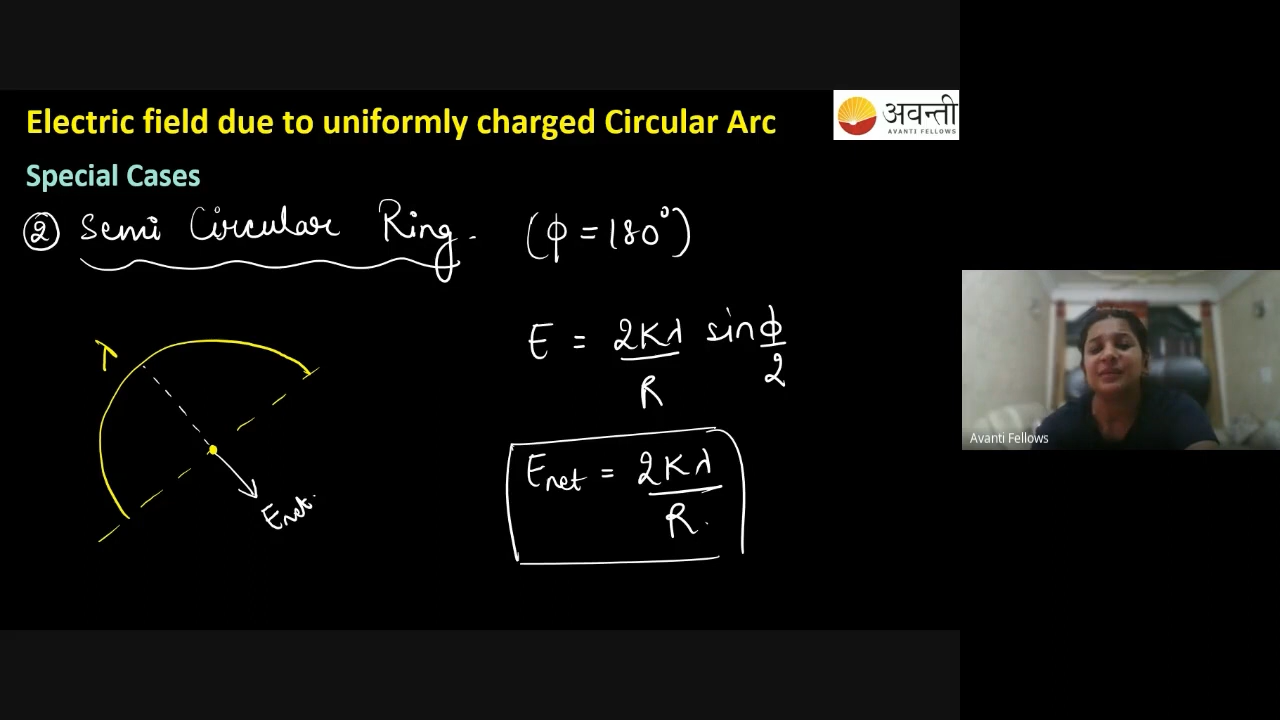 Electric field due to uniformly charged Circular Arc
अवन्ती
AVANTI FELLOWS
Special Cases
② Semi Circular Ring. (ϕ = 180°)
λ
E = 2Kλ/R sin ϕ/2
Enet = 2Kλ/R.
Enet.
Avanti Fellows